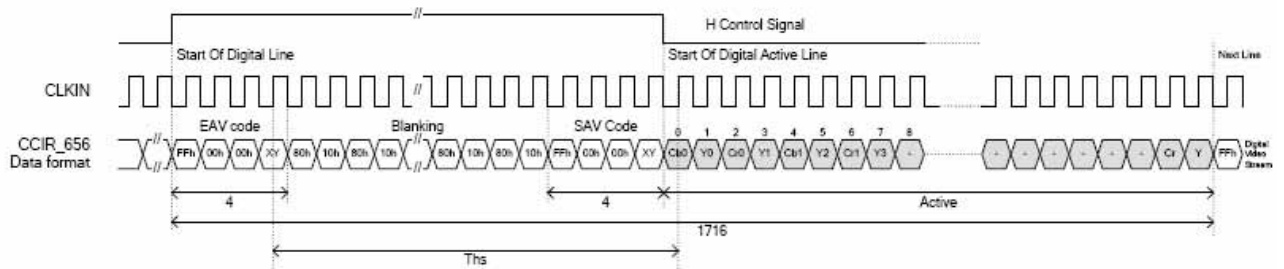 H Control Signal
Start Of Digital Line
Start Of Digital Active Line
Next Line
CLKIN
EAV code
Blanking
SAV Code
0 1 2 3 4 5 6 7 8
CCIR_656
Data format
FFh 00h 00h XY 80h 10h 80h 10h 80h 10h 80h 10h FFh 00h 00h XY Cb0 Y0 Cr0 Y1 Cb1 Y2 Cr1 Y3 - - - - - - - Cr Y FFh
Digital
Video
Stream
4
4
Active
1716
Ths